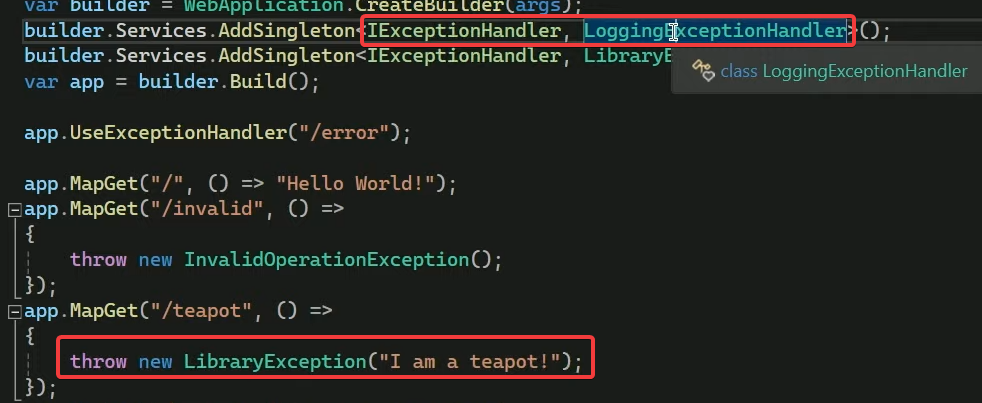 var builder = WebApplication.CreateBuilder(args);
builder.Services.AddSingleton<IExceptionHandler, LoggingExceptionHandler>();
builder.Services.AddSingleton<IExceptionHandler, LibraryE
class LoggingExceptionHandler
var app = builder.Build();
app.UseExceptionHandler("/error");
app.MapGet("/", () => "Hello World!");
app.MapGet("/invalid", () =>
{
throw new InvalidOperationException();
});
app.MapGet("/teapot", () =>
{
throw new LibraryException("I am a teapot!");
});